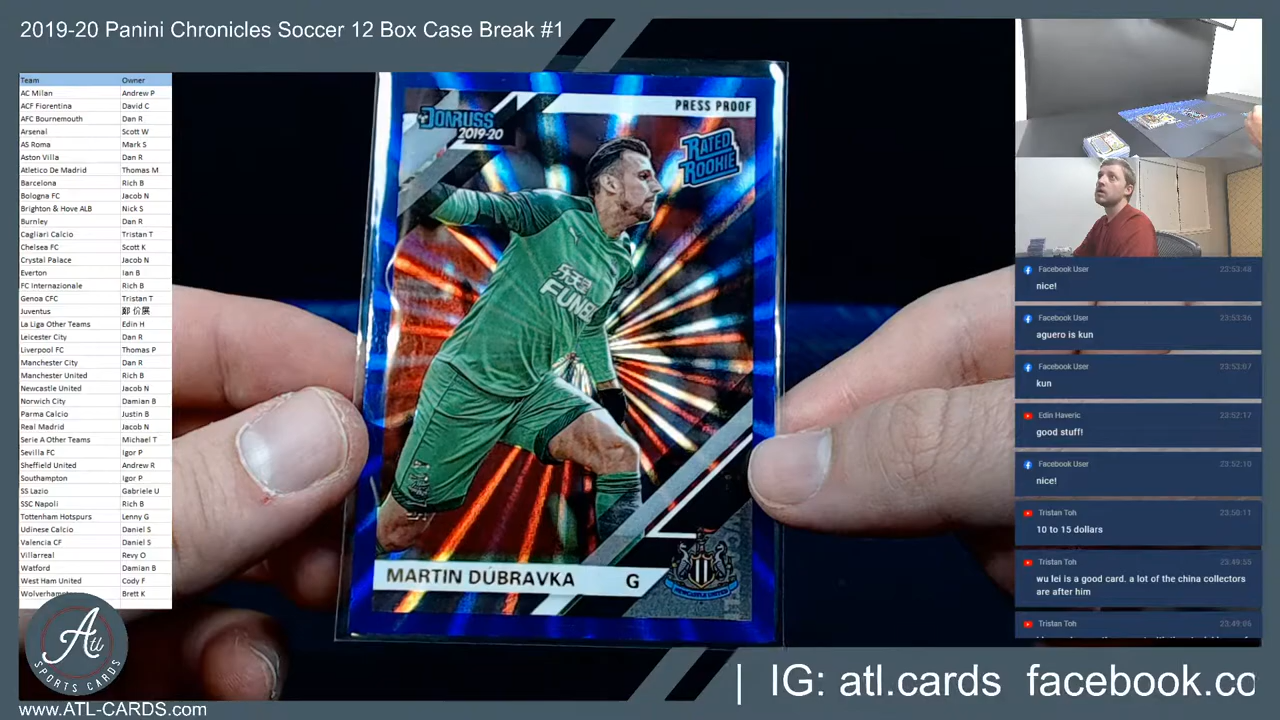 2019-20 Panini Chronicles Soccer 12 Box Case Break #1
Team Owner
AC Milan Andrew P
ACF Fiorentina David C
AFC Bournemouth Dan R
Arsenal Scott W
AS Roma Mark S
Aston Villa Dan R
Atletico De Madrid Thomas M
Barcelona Rich B
Bologna FC Jacob N
Brighton & Hove ALB Nick S
Burnley Dan R
Cagliari Calcio Tristan T
Chelsea FC Scott K
Crystal Palace Jacob N
Everton Ian B
FC Internazionale Rich B
Genoa CFC Tristan T
Juventus 鄭 价展
La Liga Other Teams Edin H
Leicester City Dan R
Liverpool FC Thomas P
Manchester City Dan R
Manchester United Rich B
Newcastle United Jacob N
Norwich City Damian B
Parma Calcio Justin B
Real Madrid Jacob N
Serie A Other Teams Michael T
Sevilla FC Igor P
Sheffield United Andrew R
Southampton Igor P
SS Lazio Gabriele U
SSC Napoli Rich B
Tottenham Hotspurs Lenny G
Udinese Calcio Daniel S
Valencia CF Daniel S
Villarreal Revy O
Watford Damian B
West Ham United Cody F
Wolverham Brett K
Atl
SPORTS CARDS
www.ATL-CARDS.com
PRESS PROOF
DONRUSS
2019-20
RATED
ROOKIE
FUN88
MARTIN DÚBRAVKA G
NEWCASTLE UNITED
Facebook User 22:53:48
nice!
Facebook User 22:53:36
aguero is kun
Facebook User 22:53:07
kun
Edin Haveric 22:52:17
good stuff!
Facebook User 22:52:10
nice!
Tristan Toh 23:50:11
10 to 15 dollars
Tristan Toh 23:49:55
wu lei is a good card. a lot of the china collectors
are after him
Tristan Toh 23:49:06
| IG: atl.cards facebook.co